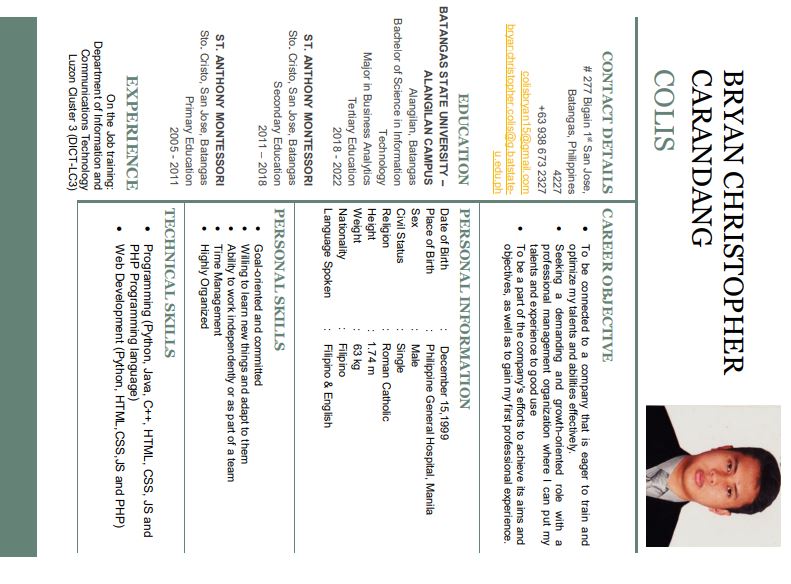 BRYAN CHRISTOPHER
CARANDANG
COLIS
CONTACT DETAILS
# 277 Bigain 1st San Jose,
Batangas, Philippines
4227
+63 938 673 2327
colisbryan15@gmail.com
bryan.christopher.colis@g.batstate-
u.edu.ph
EDUCATION
BATANGAS STATE UNIVERSITY –
ALANGILAN CAMPUS
Alangilan, Batangas
Bachelor of Science in Information
Technology
Major in Business Analytics
Tertiary Education
2018 - 2022
ST. ANTHONY MONTESSORI
Sto. Cristo, San Jose, Batangas
Secondary Education
2011 – 2018
ST. ANTHONY MONTESSORI
Sto. Cristo, San Jose, Batangas
Primary Education
2005 - 2011
EXPERIENCE
On the Job training:
Department of Information and
Communications Technology
Luzon Cluster 3 (DICT-LC3)
CAREER OBJECTIVE
• To be connected to a company that is eager to train and
optimize my talents and abilities effectively.
• Seeking a demanding and growth-oriented role with a
professional management organization where I can put my
talents and experience to good use
• To be a part of the company's efforts to achieve its aims and
objectives, as well as to gain my first professional experience.
PERSONAL INFORMATION
Date of Birth : December 15,1999
Place of Birth : Philippine General Hospital, Manila
Sex : Male
Civil Status : Single
Religion : Roman Catholic
Height : 1.74 m
Weight : 63 kg
Nationality : Filipino
Language Spoken : Filipino & English
PERSONAL SKILLS
• Goal-oriented and committed
• Willing to learn new things and adapt to them
• Ability to work independently or as part of a team
• Time Management
• Highly Organized
TECHNICAL SKILLS
• Programming (Python, Java, C++, HTML, CSS, JS and
PHP Programming language)
• Web Development (Python, HTML,CSS,JS and PHP)